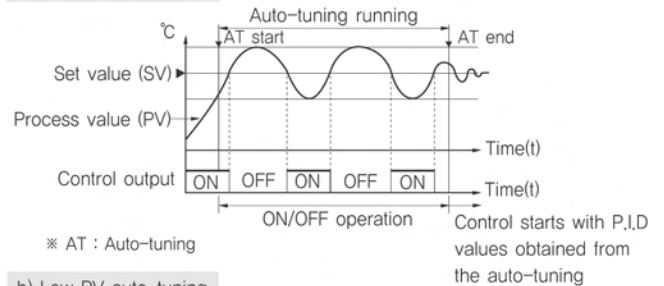 Auto-tuning running
℃
AT start
AT end
Set value (SV)
Process value (PV)
Time(t)
Control output
ON
OFF
ON
OFF
ON
Time(t)
ON/OFF operation
Control starts with P.I.D
values obtained from
the auto-tuning
※ AT : Auto-tuning
b) Low PV auto-tuning